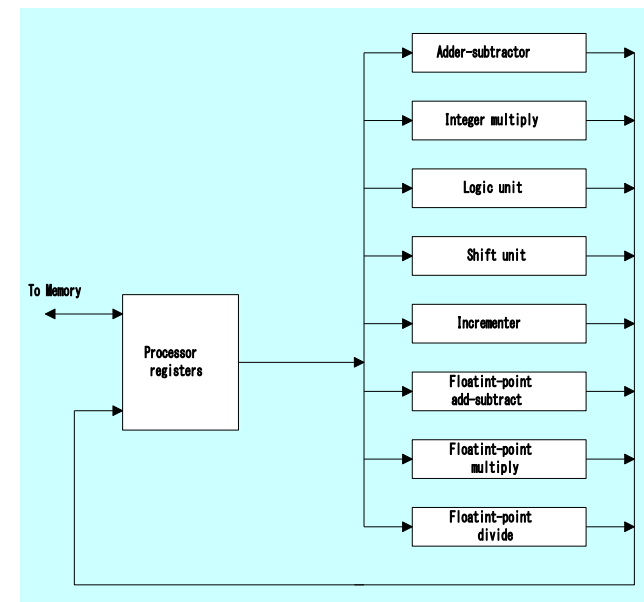 Adder-subtractor
Integer multiply
Logic unit
Shift unit
To Memory
Incrementer
Processor
registers
Floatint-point
add-subtract
Floatint-point
multiply
Floatint-point
divide